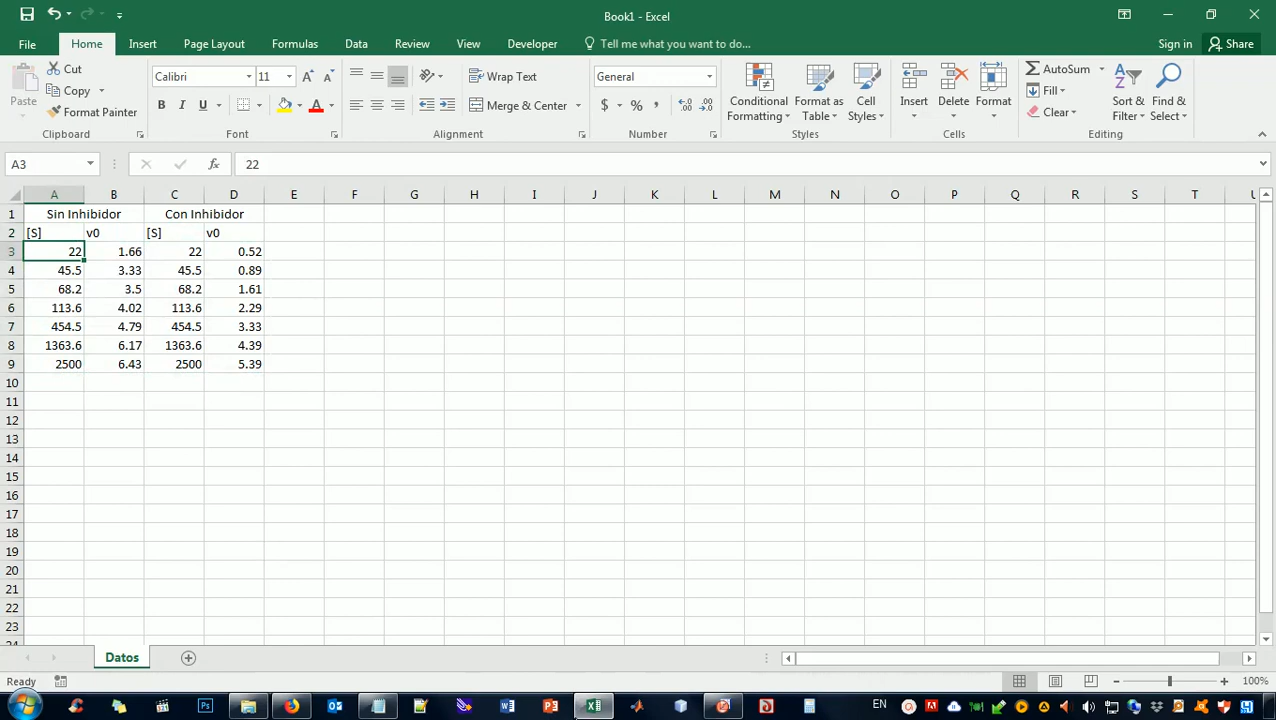 Book1 - Excel
File Home Insert Page Layout Formulas Data Review View Developer Tell me what you want to do... Sign in Share
Paste Cut Copy Format Painter
Clipboard
Calibri 11
B I U A A A
Font
Wrap Text
Merge & Center
Alignment
General
$ % ,
Number
Conditional Formatting Format as Table Cell Styles
Styles
Insert Delete Format
Cells
AutoSum Fill Clear Sort & Filter Find & Select
Editing
A3 fx 22
A B C D E F G H I J K L M N O P Q R S T U
1 Sin Inhibidor Con Inhibidor
2 [S] v0 [S] v0
3 22 1.66 22 0.52
4 45.5 3.33 45.5 0.89
5 68.2 3.5 68.2 1.61
6 113.6 4.02 113.6 2.29
7 454.5 4.79 454.5 3.33
8 1363.6 6.17 1363.6 4.39
9 2500 6.43 2500 5.39
10
11
12
13
14
15
16
17
18
19
20
21
22
23
24
Datos
Ready 100%
EN